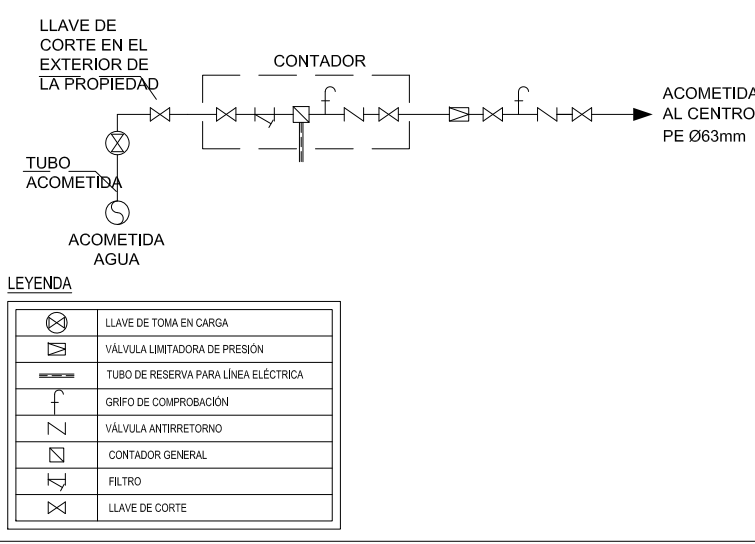 LLAVE DE
CORTE EN EL
EXTERIOR DE
LA PROPIEDAD
CONTADOR
ACOMETIDA
AL CENTRO
PE Ø63mm
TUBO
ACOMETIDA
ACOMETIDA
AGUA
LEYENDA
LLAVE DE TOMA EN CARGA
VÁLVULA LIMITADORA DE PRESIÓN
TUBO DE RESERVA PARA LÍNEA ELÉCTRICA
GRIFO DE COMPROBACIÓN
VÁLVULA ANTIRRETORNO
CONTADOR GENERAL
FILTRO
LLAVE DE CORTE